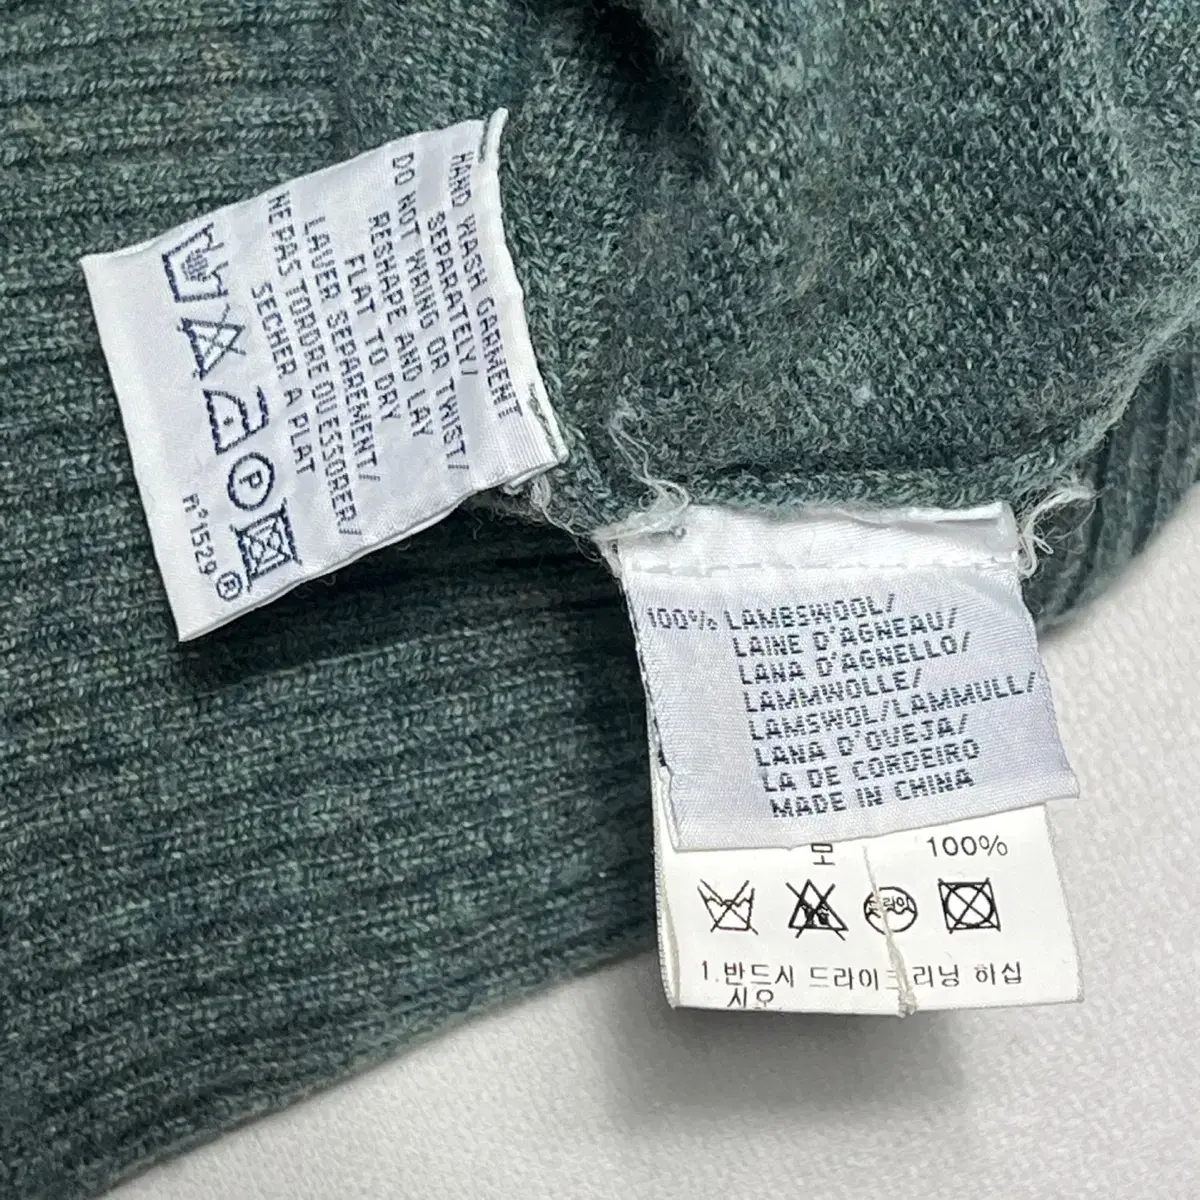 HAND WASH GARMENT
SEPARATELY/
DO NOT WRING OR TWIST/
RESHAPE AND LAY
FLAT TO DRY
LAVER SEPAREMENT/
NE PAS TORDRE OU ESSORER/
SECHER A PLAT
P
n°1529®
100% LAMBSWOOL/
LAINE D'AGNEAU/
LANA D'AGNELLO/
LAMMWOLLE/
LAMSWOL/LAMMULL/
LANA D'OVEJA/
LA DE CORDEIRO
MADE IN CHINA
모 100%
1.반드시 드라이크리닝 하십
시오